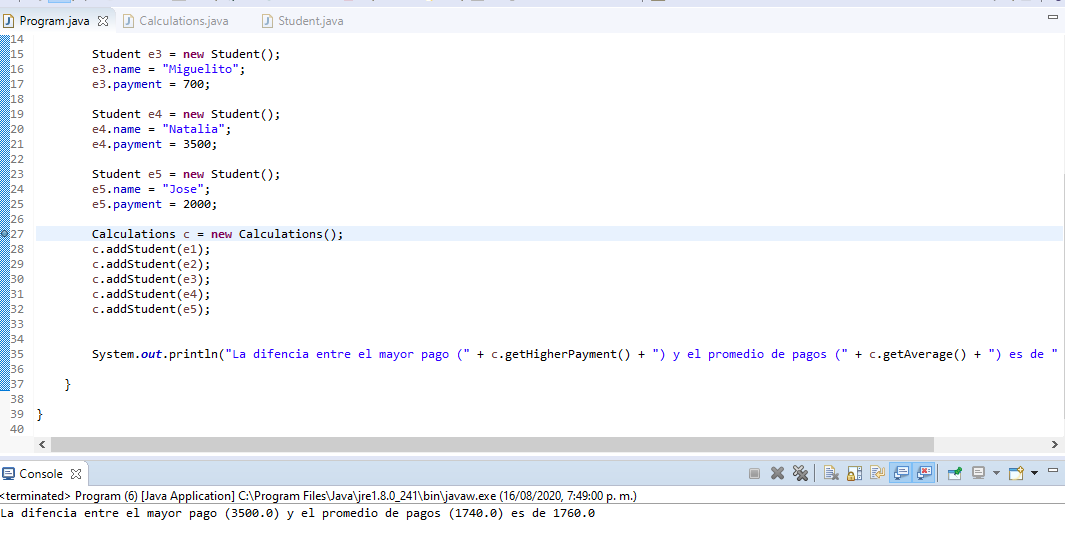 Program.java Calculations.java Student.java
14
15 Student e3 = new Student();
16 e3.name = "Miguelito";
17 e3.payment = 700;
18
19 Student e4 = new Student();
20 e4.name = "Natalia";
21 e4.payment = 3500;
22
23 Student e5 = new Student();
24 e5.name = "Jose";
25 e5.payment = 2000;
26
27 Calculations c = new Calculations();
28 c.addStudent(e1);
29 c.addStudent(e2);
30 c.addStudent(e3);
31 c.addStudent(e4);
32 c.addStudent(e5);
33
34
35 System.out.println("La difencia entre el mayor pago (" + c.getHigherPayment() + ") y el promedio de pagos (" + c.getAverage() + ") es de "
36
37 }
38
39 }
40
Console
<terminated> Program (6) [Java Application] C:\Program Files\Java\jre1.8.0_241\bin\javaw.exe (16/08/2020, 7:49:00 p. m.)
La difencia entre el mayor pago (3500.0) y el promedio de pagos (1740.0) es de 1760.0